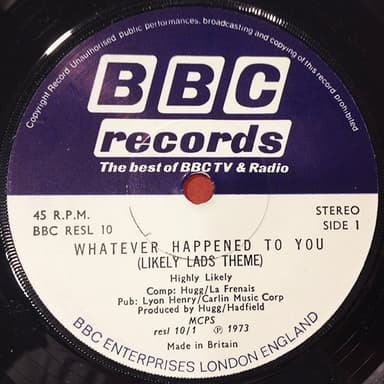 Copyright Record. Unauthorised public performances, broadcasting and copying of this record prohibited
BBC
records
The best of BBC TV & Radio
45 R.P.M.
BBC RESL 10
STEREO
SIDE 1
WHATEVER HAPPENED TO YOU
(LIKELY LADS THEME)
Highly Likely
Comp: Hugg/La Frenais
Pub: Lyon Henry/Carlin Music Corp
Produced by Hugg/Hadfield
MCPS
resl 10/1 Ⓟ 1973
Made in Britain
BBC ENTERPRISES LONDON ENGLAND